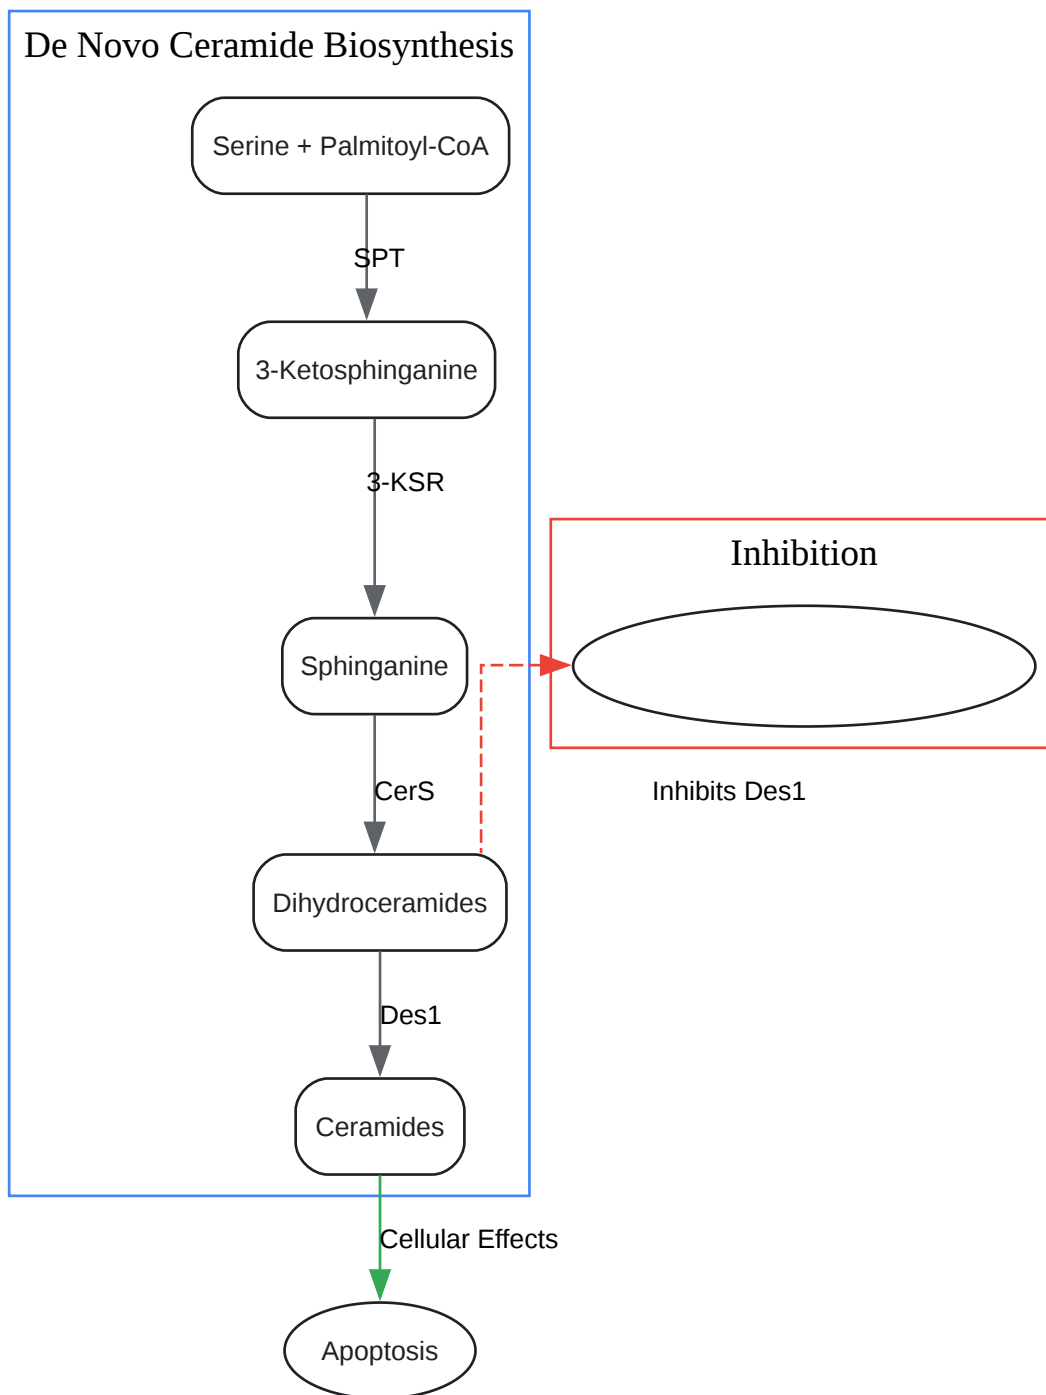 De Novo Ceramide Biosynthesis
Serine + Palmitoyl-CoA
SPT
3-Ketosphinganine
3-KSR
Inhibition
Sphinganine
CerS
Inhibits Des1
Dihydroceramides
Des1
Ceramides
Cellular Effects
Apoptosis